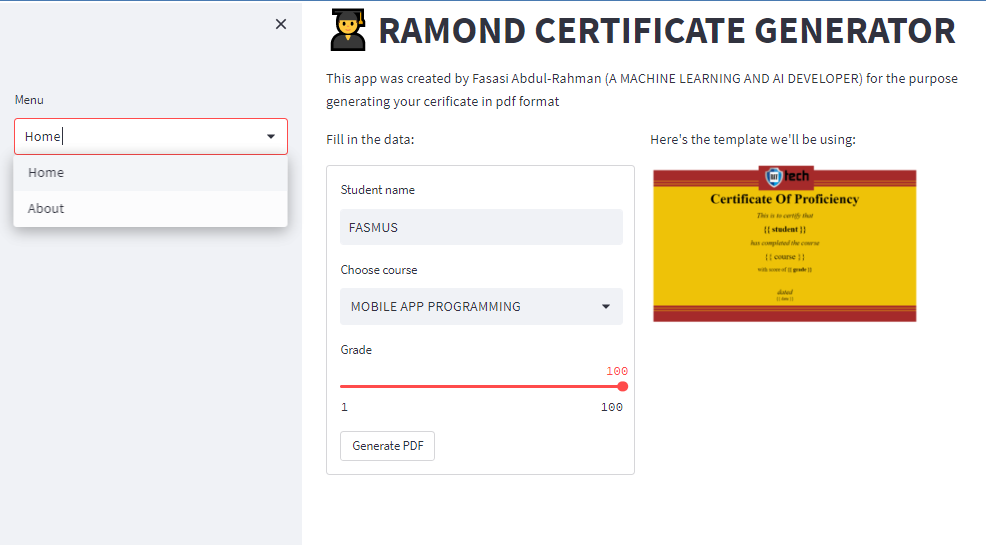 Menu
Home
Home
About
RAMOND CERTIFICATE GENERATOR
This app was created by Fasasi Abdul-Rahman (A MACHINE LEARNING AND AI DEVELOPER) for the purpose
generating your cerificate in pdf format
Fill in the data:
Student name
FASMUS
Choose course
MOBILE APP PROGRAMMING
Grade
100
1 100
Generate PDF
Here's the template we'll be using:
tech
Certificate Of Proficiency
This is to certify that
{{ student }}
has completed the course
{{ course }}
with score of {{ grade }}
dated